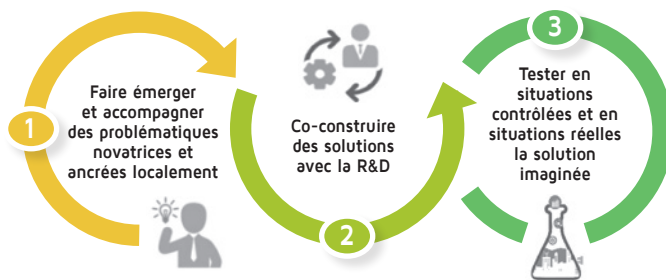 1
Faire émerger
et accompagner
des problématiques
novatrices et
ancrées localement
2
Co-construire
des solutions
avec la R&D
3
Tester en
situations
contrôlées et en
situations réelles
la solution
imaginée